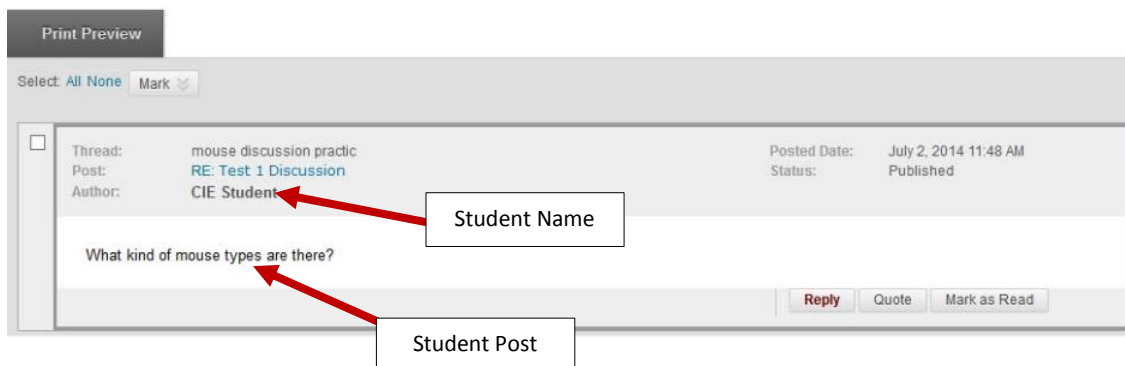 Print Preview
Select: All None Mark
Thread: mouse discussion practic Posted Date: July 2, 2014 11:48 AM
Post: RE: Test 1 Discussion Status: Published
Author: CIE Student
Student Name
What kind of mouse types are there?
Reply Quote Mark as Read
Student Post